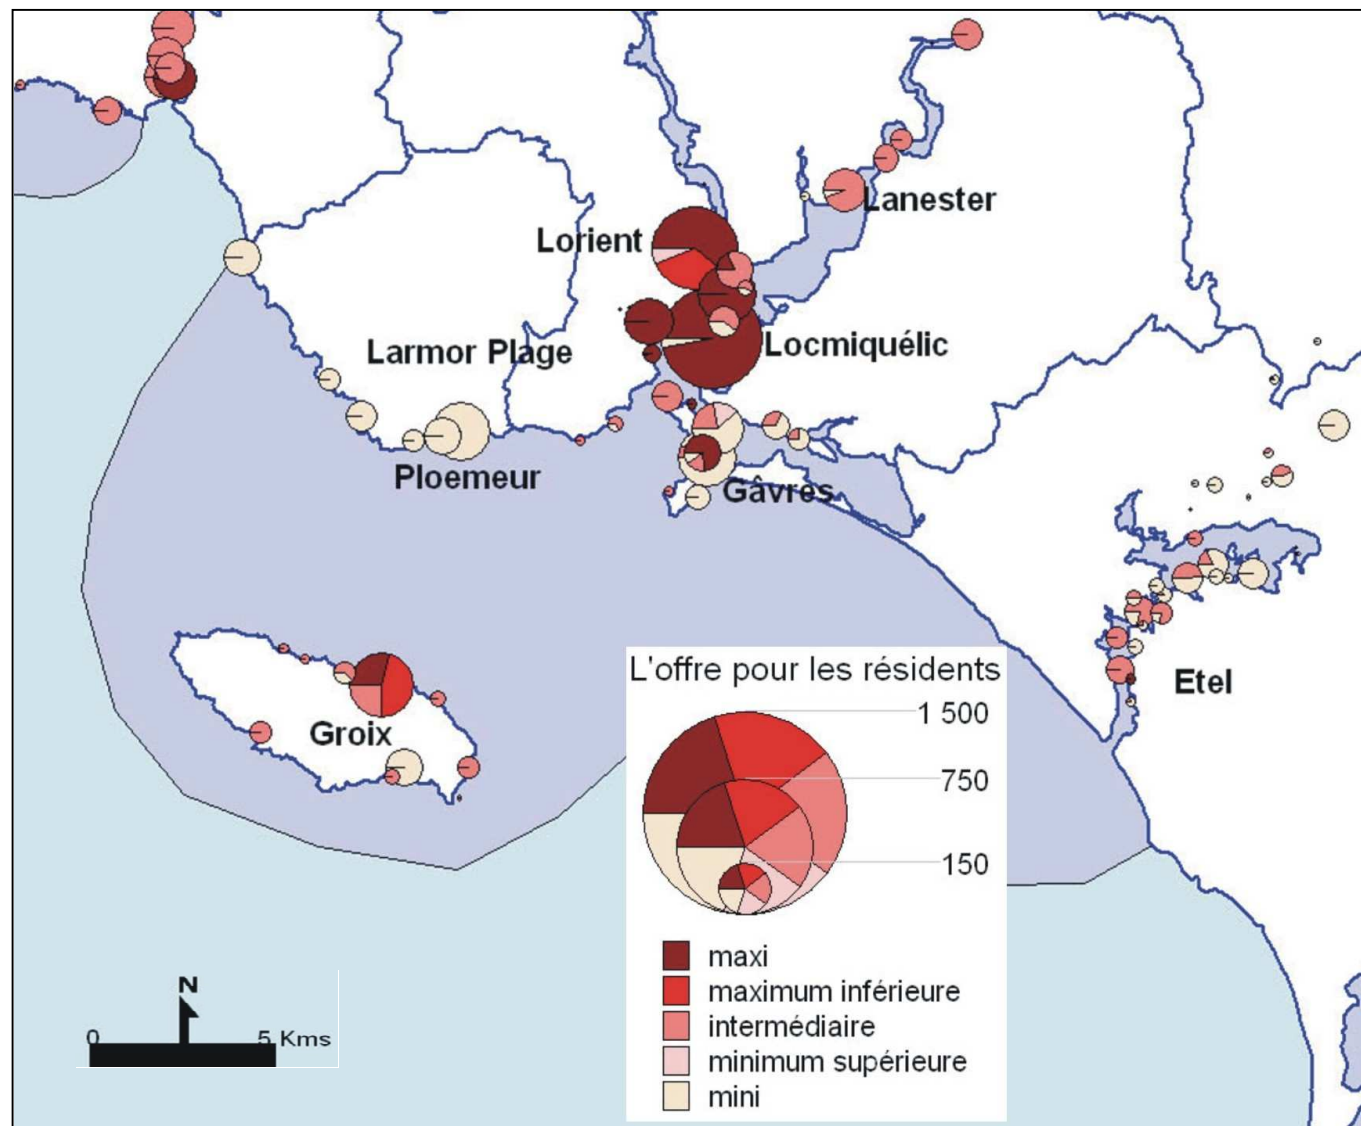 Lanester
Lorient
Larmor Plage
Locmiquélic
Ploemeur
Gâvres
Etel
Groix
L'offre pour les résidents
1 500
750
150
maxi
maximum inférieure
intermédiaire
minimum supérieure
mini
N
0 5 Kms